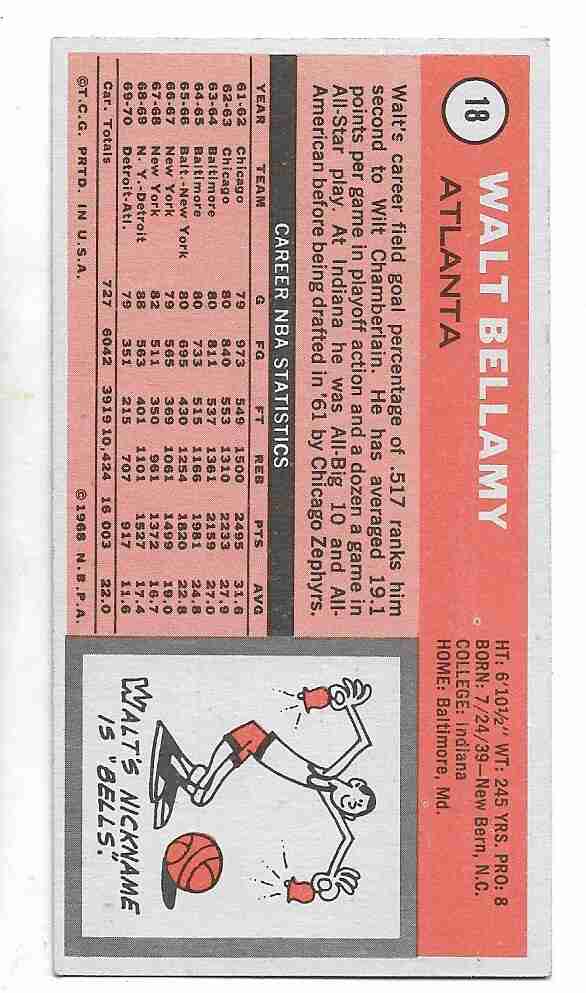 18
WALT BELLAMY
ATLANTA
HT: 6'10½" WT: 245 YRS. PRO: 8
BORN: 7/24/39—New Bern, N.C.
COLLEGE: Indiana
HOME: Baltimore, Md.
Walt's career field goal percentage of .517 ranks him
second to Wilt Chamberlain. He has averaged 19.1
points per game in playoff action and a dozen a game in
All-Star play. At Indiana he was All-Big 10 and All-
American before being drafted in '61 by Chicago Zephyrs.
CAREER NBA STATISTICS
YEAR TEAM G FG FT REB PTS AVG
61-62 Chicago 79 973 549 1500 2495 31.6
62-63 Chicago 80 840 553 1310 2233 27.9
63-64 Baltimore 80 811 537 1361 2159 27.0
64-65 Baltimore 80 733 515 1166 1981 24.8
65-66 Balt.-New York 80 695 430 1254 1820 22.8
66-67 New York 79 565 369 1061 1499 19.0
67-68 New York 82 511 350 961 1372 16.7
68-69 N. Y.-Detroit 88 563 401 1101 1527 17.4
69-70 Detroit-Atl. 79 351 215 707 917 11.6
Car. Totals 727 6042 3919 10,424 16 003 22.0
©T.C.G. PRTD. IN U.S.A. ©1968 N.B.P.A.
WALT'S NICKNAME
IS "BELLS."